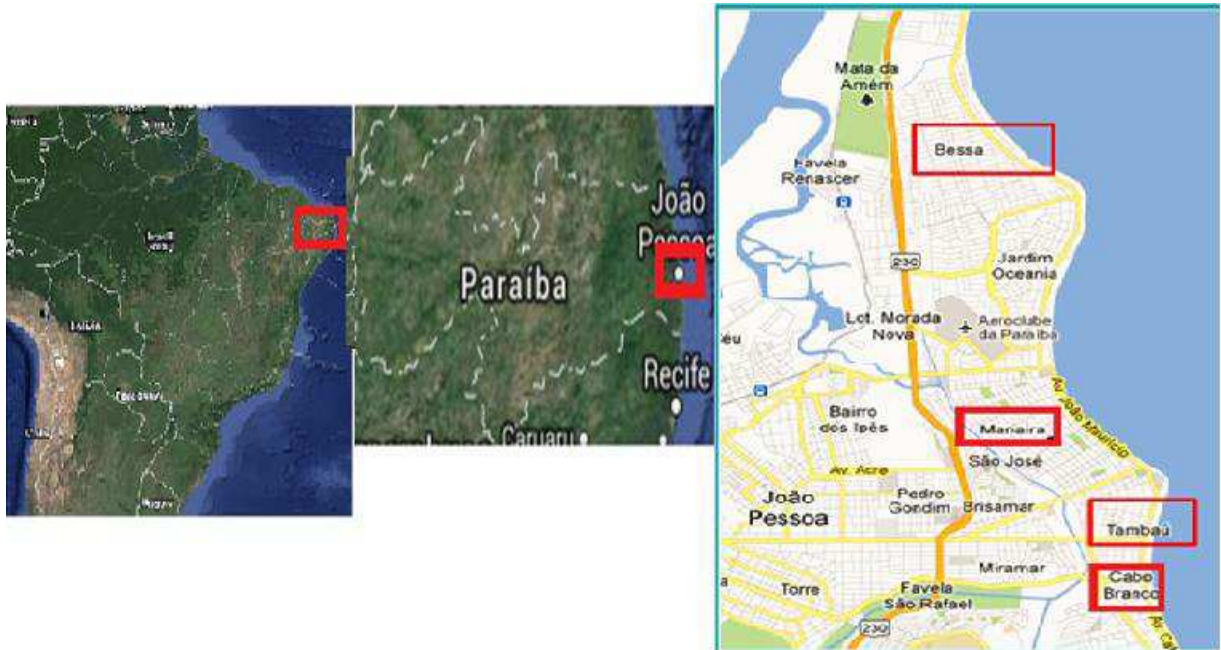 João
Pessoa
Paraíba
Recife
Caruaru
Mata da
Amém
Bessa
Favela
Renascer
230
Jardim
Oceania
Lot. Morada
Nova
Aeroclube
da Paraíba
Av. João Maurício
Bairro
dos Ipês
Manaíra
São José
Av. Acre
João
Pessoa
Pedro
Gondim
Brisamar
Tambaú
Miramar
Cabo
Branco
Torre
Favela
São Rafael
230